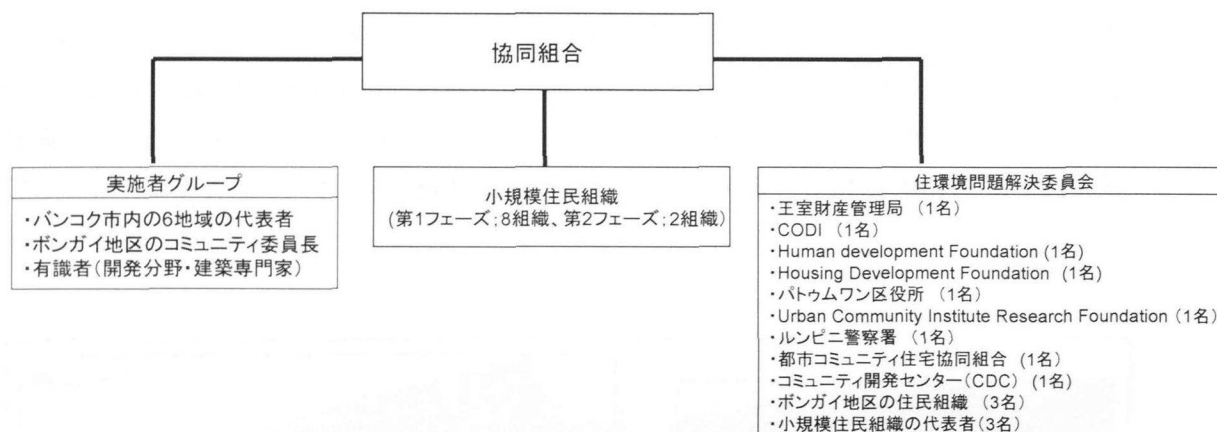 協同組合
実施者グループ
・バンコク市内の6地域の代表者
・ボンガイ地区のコミュニティ委員長
・有識者(開発分野・建築専門家)
小規模住民組織
(第1フェーズ;8組織、第2フェーズ;2組織)
住環境問題解決委員会
・王室財産管理局 (1名)
・CODI (1名)
・Human development Foundation (1名)
・Housing Development Foundation (1名)
・パトゥムワン区役所 (1名)
・Urban Community Institute Research Foundation (1名)
・ルンピニ警察署 (1名)
・都市コミュニティ住宅協同組合 (1名)
・コミュニティ開発センター(CDC) (1名)
・ボンガイ地区の住民組織 (3名)
・小規模住民組織の代表者(3名)